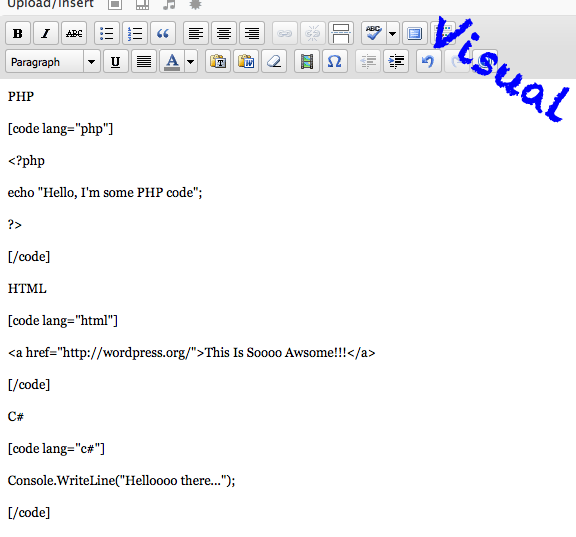 Upload/Insert
B I ABC ABC
Paragraph U A T W Ω
Visual
PHP
[code lang="php"]
<?php
echo "Hello, I'm some PHP code";
?>
[/code]
HTML
[code lang="html"]
<a href="http://wordpress.org/">This Is Soooo Awsome!!!</a>
[/code]
C#
[code lang="c#"]
Console.WriteLine("Helloooo there...");
[/code]